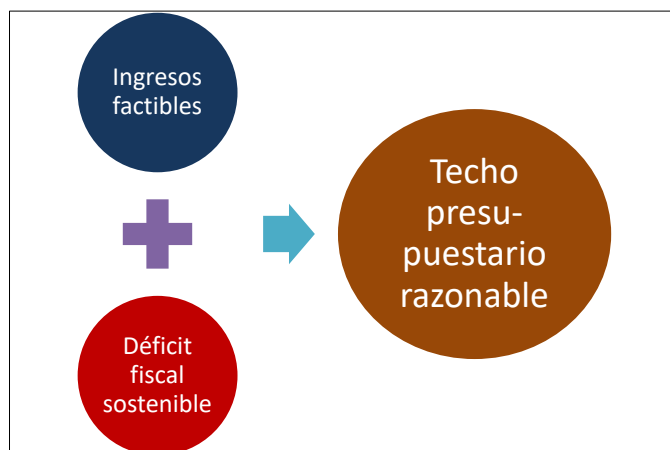 Ingresos
factibles
Déficit
fiscal
sostenible
Techo
presu-
puestario
razonable